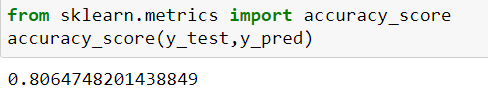 from sklearn.metrics import accuracy_score
accuracy_score(y_test,y_pred)
0.8064748201438849